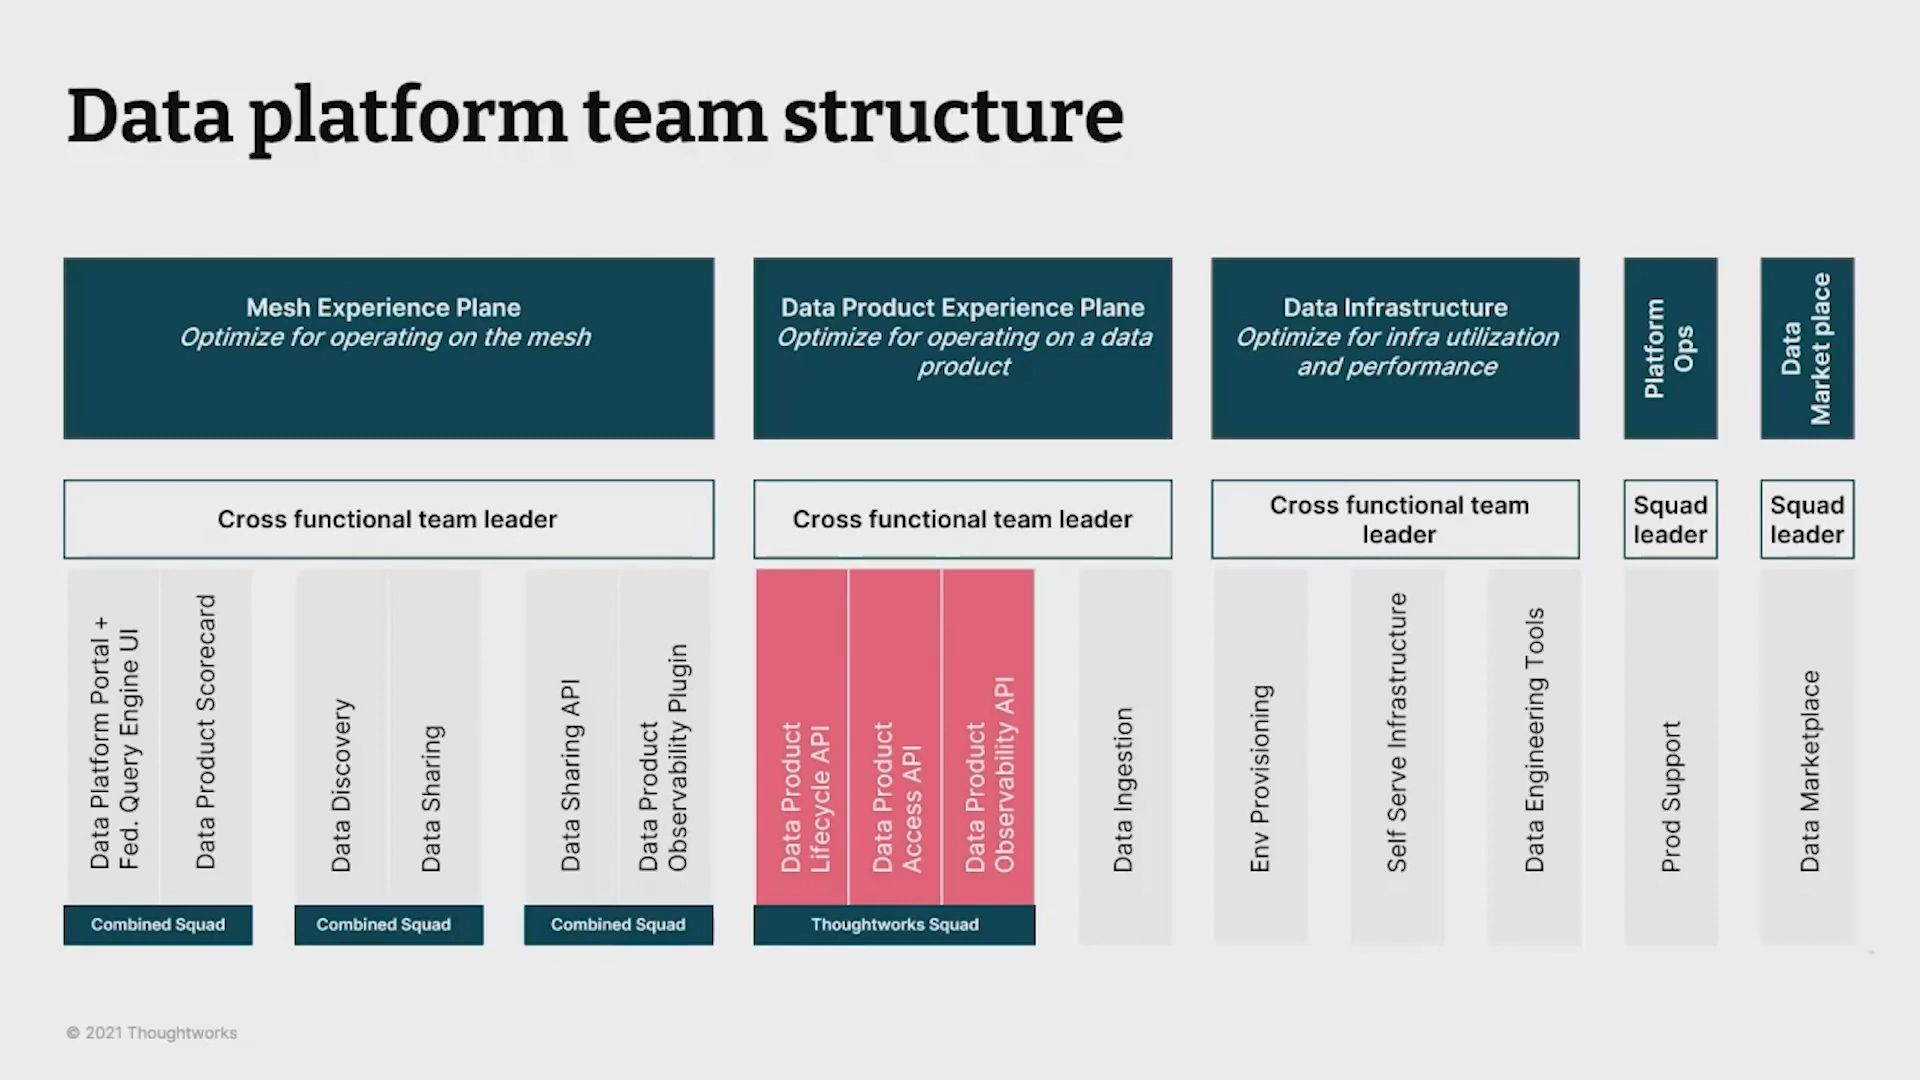 Data platform team structure
Mesh Experience Plane
Optimize for operating on the mesh
Data Product Experience Plane
Optimize for operating on a data
product
Data Infrastructure
Optimize for infra utilization
and performance
Platform
Ops
Data
Market place
Cross functional team leader
Cross functional team leader
Cross functional team
leader
Squad
leader
Squad
leader
Data Platform Portal +
Fed. Query Engine UI
Data Product Scorecard
Data Discovery
Data Sharing
Data Sharing API
Data Product
Observability Plugin
Data Product
Lifecycle API
Data Product
Access API
Data Product
Observability API
Data Ingestion
Env Provisioning
Self Serve Infrastructure
Data Engineering Tools
Prod Support
Data Marketplace
Combined Squad
Combined Squad
Combined Squad
Thoughtworks Squad
© 2021 Thoughtworks